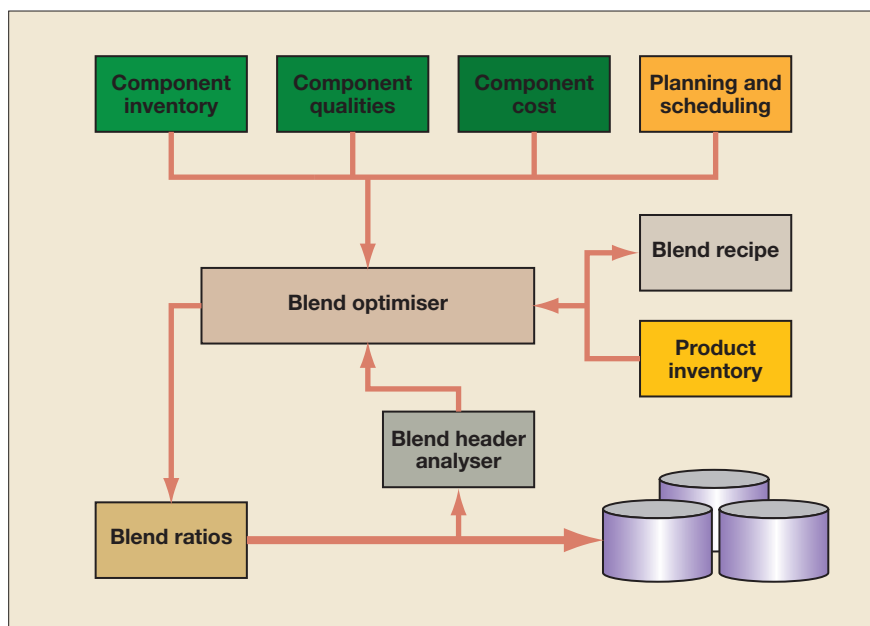 Component
inventory
Component
qualities
Component
cost
Planning and
scheduling
Blend recipe
Blend optimiser
Product
inventory
Blend header
analyser
Blend ratios